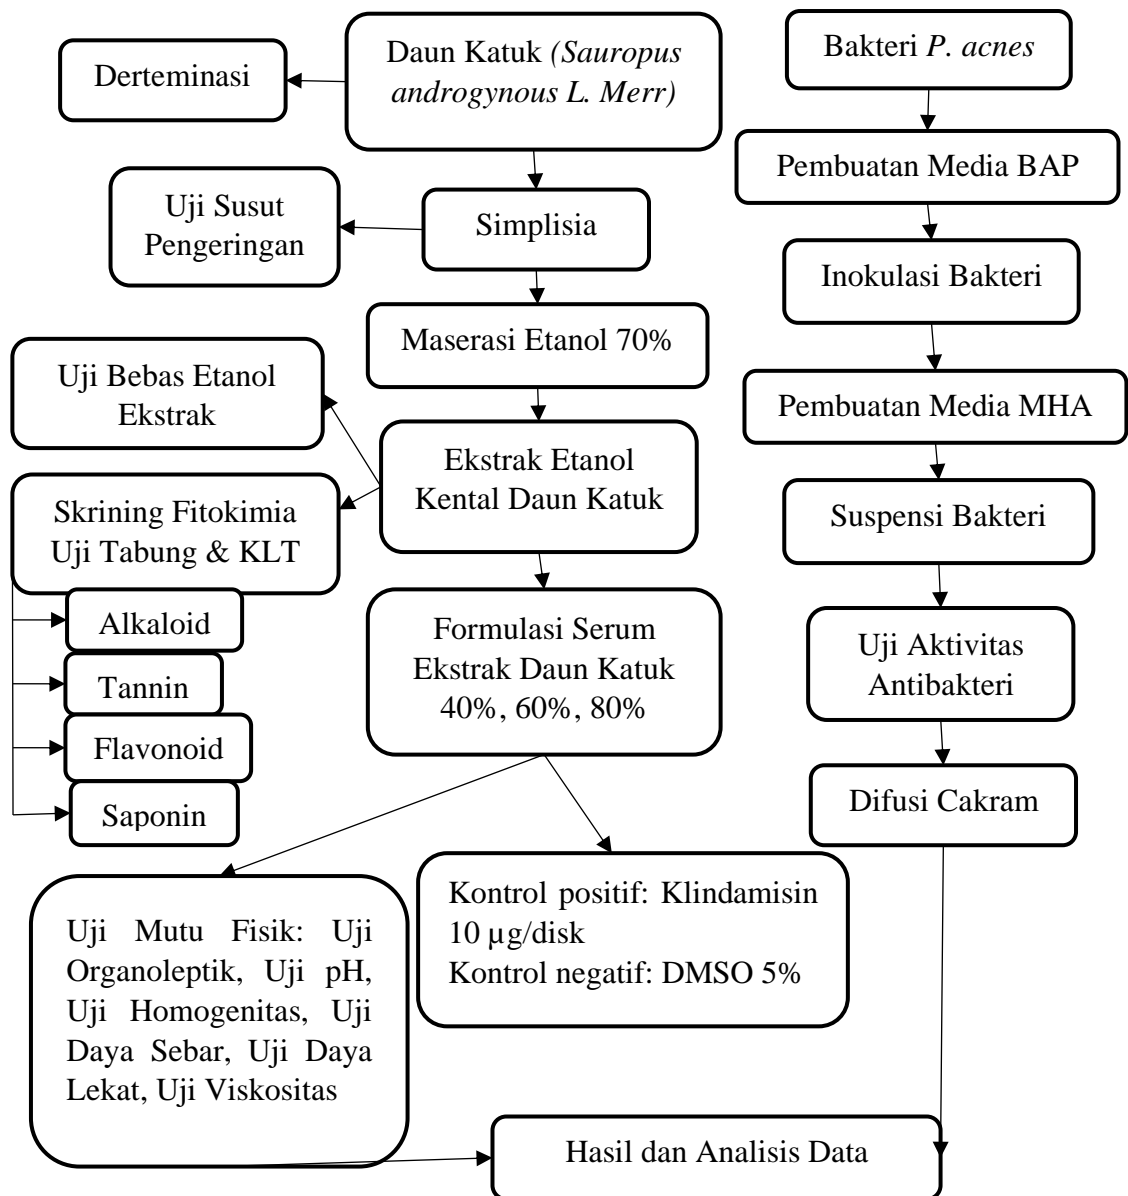 Derteminasi
Daun Katuk (Sauropus
androgynous L. Merr)
Uji Susut
Pengeringan
Simplisia
Maserasi Etanol 70%
Uji Bebas Etanol
Ekstrak
Ekstrak Etanol
Kental Daun Katuk
Skrining Fitokimia
Uji Tabung & KLT
Alkaloid
Tannin
Flavonoid
Saponin
Formulasi Serum
Ekstrak Daun Katuk
40%, 60%, 80%
Uji Mutu Fisik: Uji
Organoleptik, Uji pH,
Uji Homogenitas, Uji
Daya Sebar, Uji Daya
Lekat, Uji Viskositas
Kontrol positif: Klindamisin
10 µg/disk
Kontrol negatif: DMSO 5%
Bakteri P. acnes
Pembuatan Media BAP
Inokulasi Bakteri
Pembuatan Media MHA
Suspensi Bakteri
Uji Aktivitas
Antibakteri
Difusi Cakram
Hasil dan Analisis Data